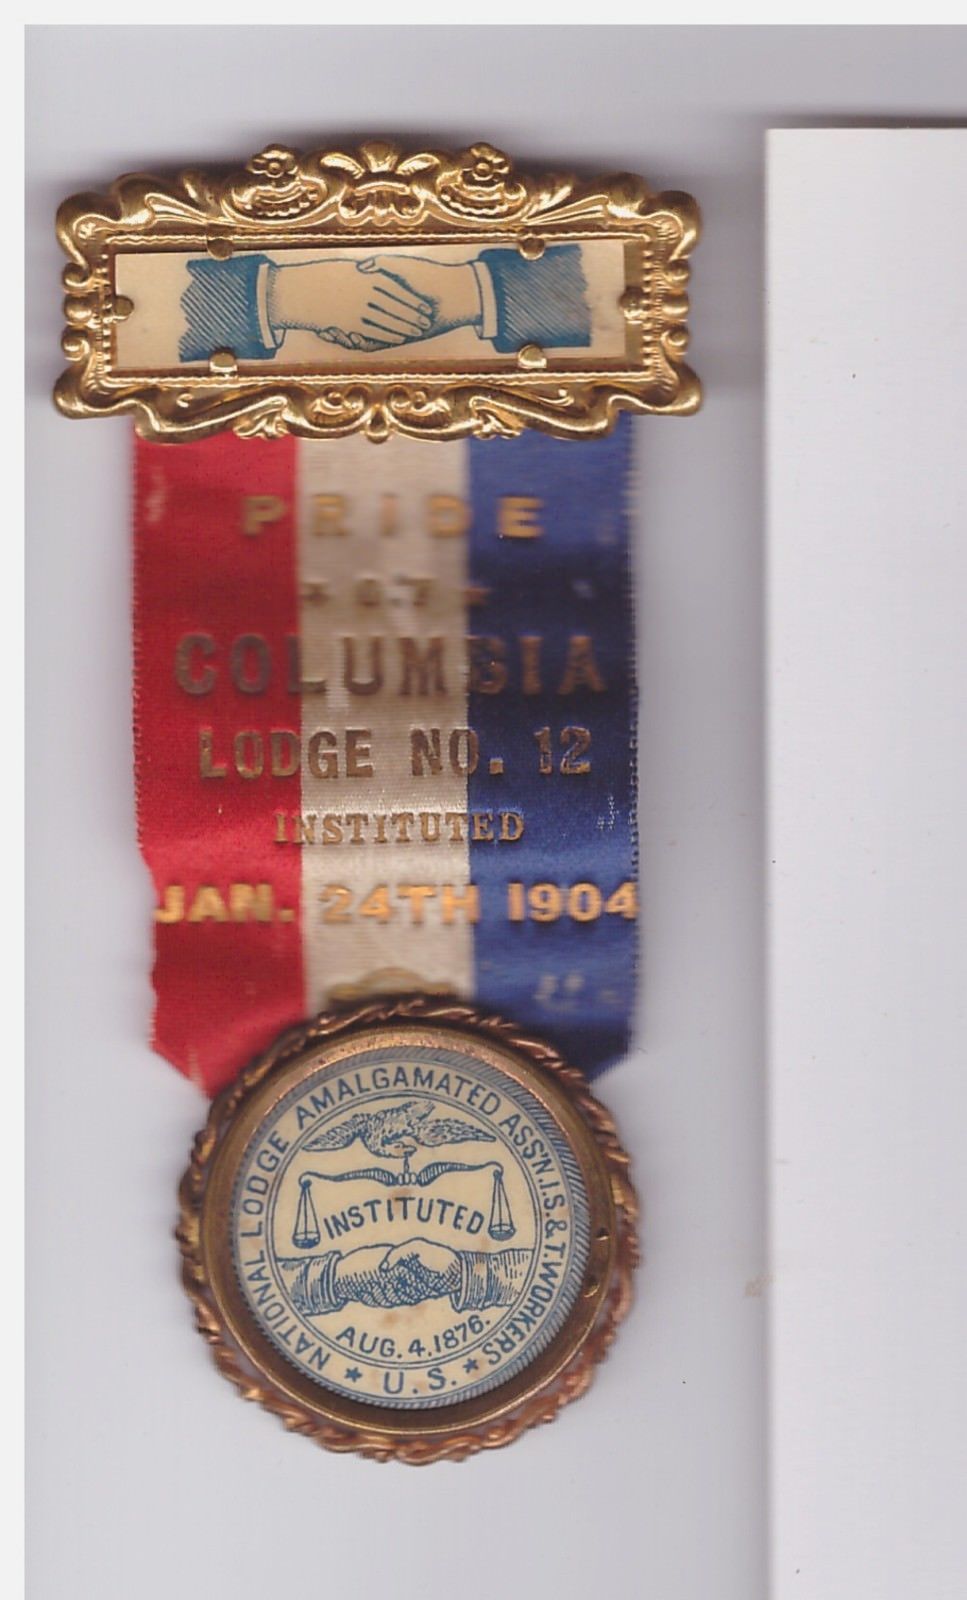 PRIDE
OF
COLUMBIA
LODGE NO. 12
INSTITUTED
JAN. 24TH 1904
NATIONAL LODGE AMALGAMATED ASS'N. I. S. & T. WORKERS
★ U. S. ★
INSTITUTED
AUG. 4. 1876.